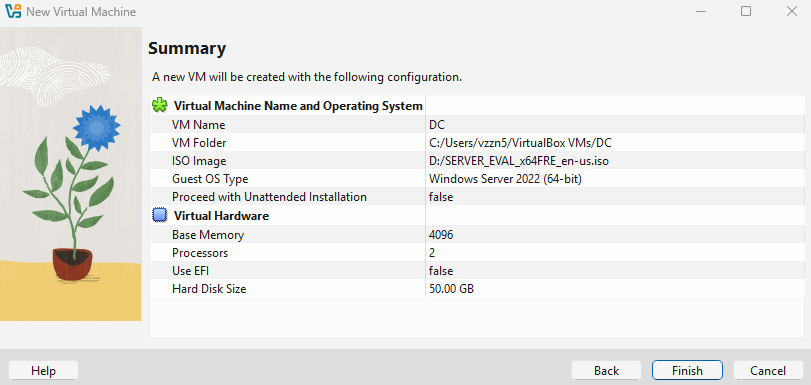 New Virtual Machine
Summary
A new VM will be created with the following configuration.
Virtual Machine Name and Operating System
VM Name DC
VM Folder C:/Users/vzzn5/VirtualBox VMs/DC
ISO Image D:/SERVER_EVAL_x64FRE_en-us.iso
Guest OS Type Windows Server 2022 (64-bit)
Proceed with Unattended Installation false
Virtual Hardware
Base Memory 4096
Processors 2
Use EFI false
Hard Disk Size 50.00 GB
Help Back Finish Cancel